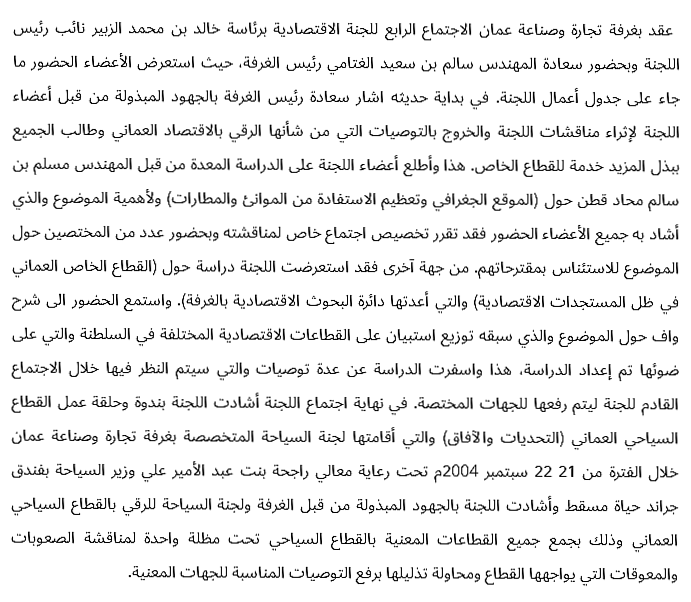 عقد بغرفة تجارة وصناعة عمان الاجتماع الرابع للجنة الاقتصادية برئاسة خالد بن محمد الزبير نائب رئيس
اللجنة وبحضور سعادة المهندس سالم بن سعيد الغتامي رئيس الغرفة، حيث استعرض الأعضاء الحضور ما
جاء على جدول أعمال اللجنة. في بداية حديثه اشار سعادة رئيس الغرفة بالجهود المبذولة من قبل أعضاء
اللجنة لإثراء مناقشات اللجنة والخروج بالتوصيات التي من شأنها الرقي بالاقتصاد العماني وطالب الجميع
ببذل المزيد خدمة للقطاع الخاص. هذا وأطلع أعضاء اللجنة على الدراسة المعدة من قبل المهندس مسلم بن
سالم محاد قطن حول (الموقع الجغرافي وتعظيم الاستفادة من الموانئ والمطارات) ولأهمية الموضوع والذي
أشاد به جميع الأعضاء الحضور فقد تقرر تخصيص اجتماع خاص لمناقشته وبحضور عدد من المختصين حول
الموضوع للاستئناس بمقترحاتهم. من جهة آخرى فقد استعرضت اللجنة دراسة حول (القطاع الخاص العماني
في ظل المستجدات الاقتصادية) والتي أعدتها دائرة البحوث الاقتصادية بالغرفة). واستمع الحضور الى شرح
واف حول الموضوع والذي سبقه توزيع استبيان على القطاعات الاقتصادية المختلفة في السلطنة والتي على
ضوئها تم إعداد الدراسة، هذا واسفرت الدراسة عن عدة توصيات والتي سيتم النظر فيها خلال الاجتماع
القادم للجنة ليتم رفعها للجهات المختصة. في نهاية اجتماع اللجنة أشادت اللجنة بندوة وحلقة عمل القطاع
السياحي العماني (التحديات والآفاق) والتي أقامتها لجنة السياحة المتخصصة بغرفة تجارة وصناعة عمان
خلال الفترة من 21 22 سبتمبر 2004م تحت رعاية معالي راجحة بنت عبد الأمير علي وزير السياحة بفندق
جراند حياة مسقط وأشادت اللجنة بالجهود المبذولة من قبل الغرفة ولجنة السياحة للرقي بالقطاع السياحي
العماني وذلك بجمع جميع القطاعات المعنية بالقطاع السياحي تحت مظلة واحدة لمناقشة الصعوبات
والمعوقات التي يواجهها القطاع ومحاولة تذليلها برفع التوصيات المناسبة للجهات المعنية.